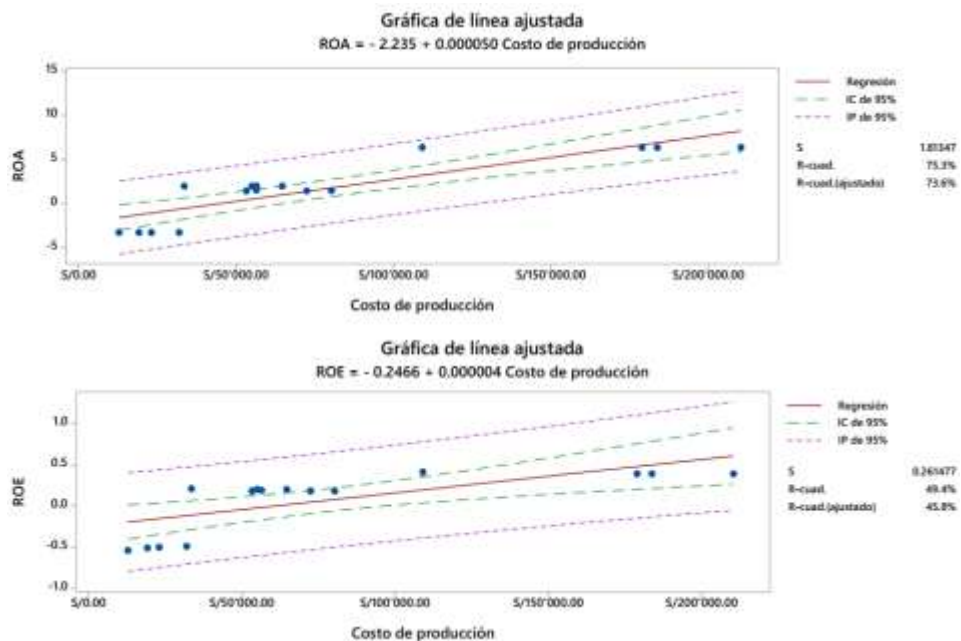 Gráfica de línea ajustada
ROA = - 2.235 + 0.000050 Costo de producción
15
10
5
0
-5
ROA
S/0.00
S/50'000.00
S/100'000.00
S/150'000.00
S/200'000.00
Costo de producción
Regresión
IC de 95%
IP de 95%
S 1.81347
R-cuad. 75.3%
R-cuad.(ajustado) 73.6%
Gráfica de línea ajustada
ROE = - 0.2466 + 0.000004 Costo de producción
1.0
0.5
0.0
-0.5
-1.0
ROE
S/0.00
S/50'000.00
S/100'000.00
S/150'000.00
S/200'000.00
Costo de producción
Regresión
IC de 95%
IP de 95%
S 0.261477
R-cuad. 49.4%
R-cuad.(ajustado) 45.8%